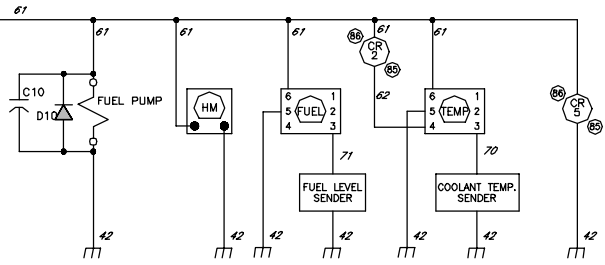 61
61
61
61
61
61
86
CR
2
85
C10
D10
FUEL PUMP
HM
6 1
5 FUEL 2
4 3
62
6 1
5 TEMP 2
4 3
86
CR
5
85
71
70
FUEL LEVEL
SENDER
COOLANT TEMP.
SENDER
42
42
42
42
42
42
42